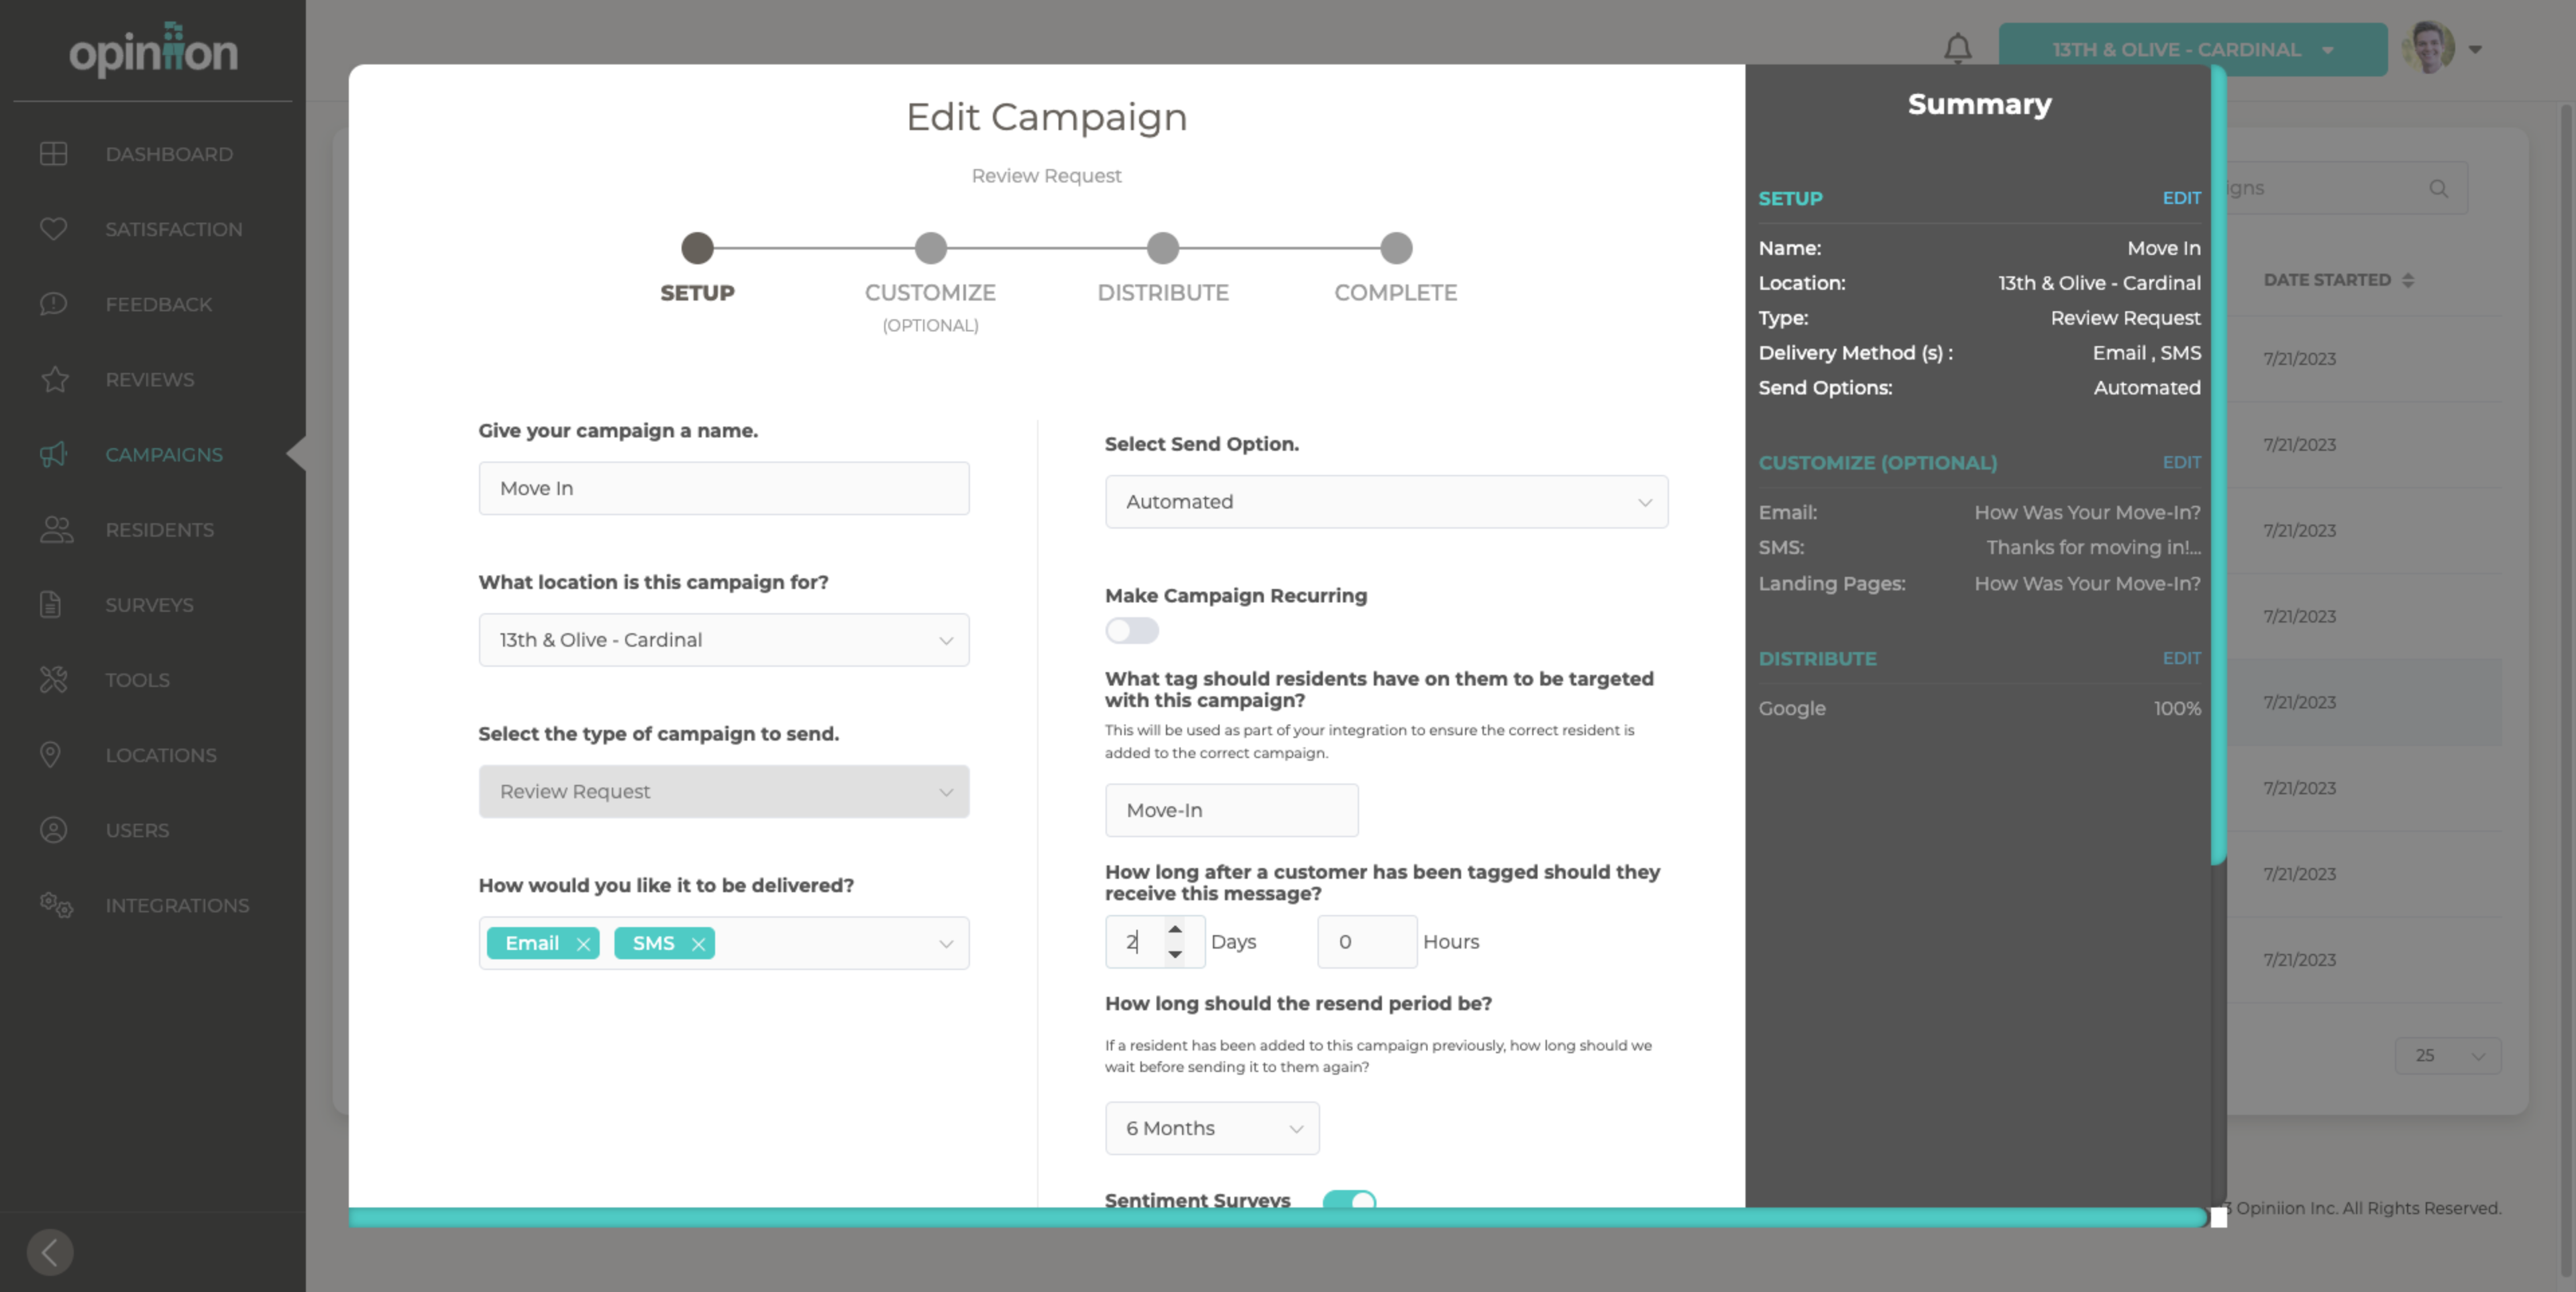 opiniion
DASHBOARD
SATISFACTION
FEEDBACK
REVIEWS
CAMPAIGNS
RESIDENTS
SURVEYS
TOOLS
LOCATIONS
USERS
INTEGRATIONS
13TH & OLIVE - CARDINAL
Edit Campaign
Review Request
SETUP
CUSTOMIZE
(OPTIONAL)
DISTRIBUTE
COMPLETE
Give your campaign a name.
Move In
What location is this campaign for?
13th & Olive - Cardinal
Select the type of campaign to send.
Review Request
How would you like it to be delivered?
Email SMS
Select Send Option.
Automated
Make Campaign Recurring
What tag should residents have on them to be targeted
with this campaign?
This will be used as part of your integration to ensure the correct resident is
added to the correct campaign.
Move-In
How long after a customer has been tagged should they
receive this message?
2 Days 0 Hours
How long should the resend period be?
If a resident has been added to this campaign previously, how long should we
wait before sending it to them again?
6 Months
Sentiment Surveys
Summary
SETUP EDIT
Name: Move In
Location: 13th & Olive - Cardinal
Type: Review Request
Delivery Method (s) : Email , SMS
Send Options: Automated
CUSTOMIZE (OPTIONAL) EDIT
Email: How Was Your Move-In?
SMS: Thanks for moving in!...
Landing Pages: How Was Your Move-In?
DISTRIBUTE EDIT
Google 100%
igns
DATE STARTED
7/21/2023
7/21/2023
7/21/2023
7/21/2023
7/21/2023
7/21/2023
7/21/2023
7/21/2023
25
3 Opiniion Inc. All Rights Reserved.